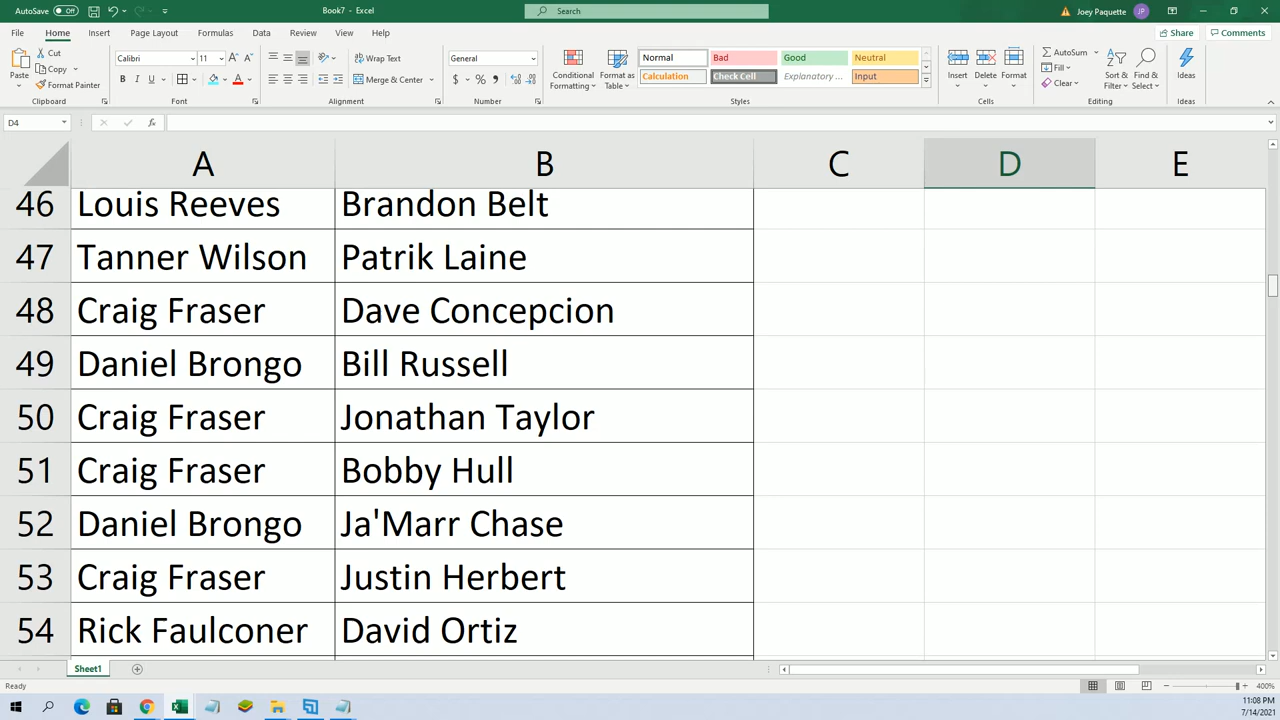 AutoSave Off Book7 - Excel Search Joey Paquette JP
File Home Insert Page Layout Formulas Data Review View Help Share Comments
Paste Cut Copy Format Painter Clipboard
Calibri 11 B I U A Font
Wrap Text Merge & Center Alignment
General $ % , Number
Conditional Formatting Format as Table
Normal Bad Good Neutral
Calculation Check Cell Explanatory ... Input
Styles
Insert Delete Format Cells
AutoSum Fill Clear Sort & Filter Find & Select Editing
Ideas Ideas
D4 fx
A B C D E
46 Louis Reeves Brandon Belt
47 Tanner Wilson Patrik Laine
48 Craig Fraser Dave Concepcion
49 Daniel Brongo Bill Russell
50 Craig Fraser Jonathan Taylor
51 Craig Fraser Bobby Hull
52 Daniel Brongo Ja'Marr Chase
53 Craig Fraser Justin Herbert
54 Rick Faulconer David Ortiz
Sheet1
Ready 400%
11:08 PM
7/14/2021